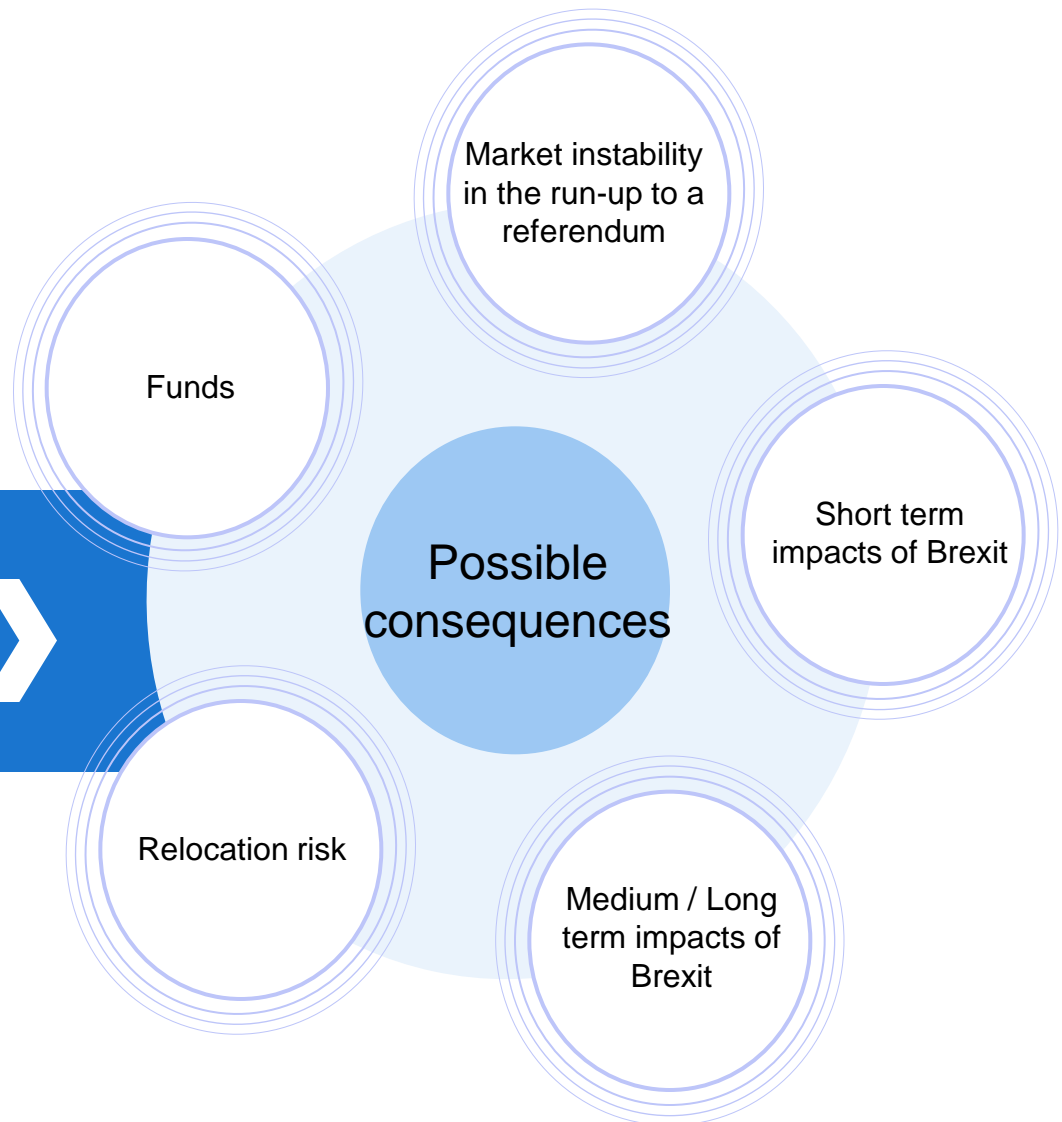 Market instability
in the run-up to a
referendum
Funds
Short term
impacts of Brexit
Possible
consequences
Relocation risk
Medium / Long
term impacts of
Brexit